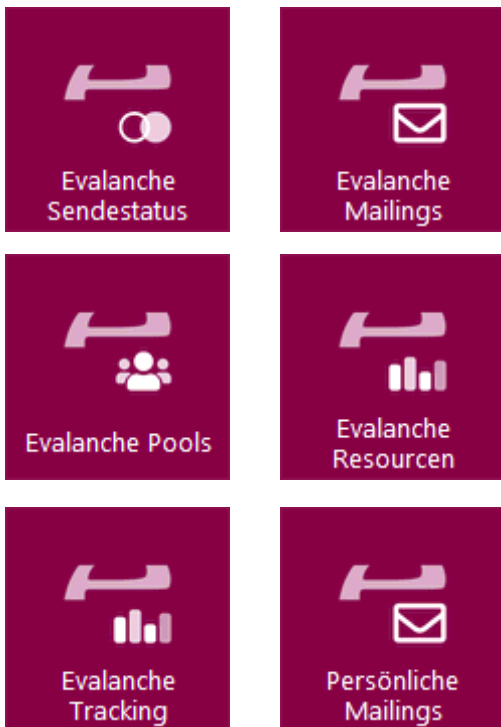 Evalanche
Sendestatus
Evalanche
Mailings
Evalanche Pools
Evalanche
Resourcen
Evalanche
Tracking
Persönliche
Mailings